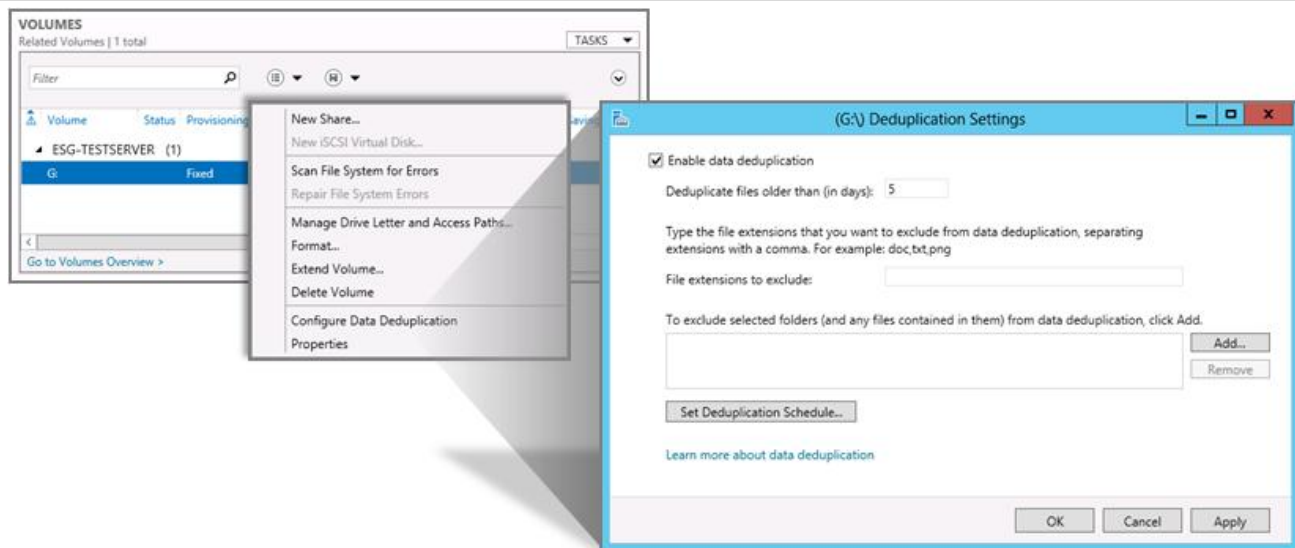 VOLUMES
Related Volumes | 1 total
TASKS
Filter
Volume Status Provisioning
ESG-TESTSERVER (1)
G: Fixed
Go to Volumes Overview >
New Share...
New iSCSI Virtual Disk...
Scan File System for Errors
Repair File System Errors
Manage Drive Letter and Access Paths...
Format...
Extend Volume...
Delete Volume
Configure Data Deduplication
Properties
(G:\) Deduplication Settings
Enable data deduplication
Deduplicate files older than (in days): 5
Type the file extensions that you want to exclude from data deduplication, separating
extensions with a comma. For example: doc,txt,png
File extensions to exclude:
To exclude selected folders (and any files contained in them) from data deduplication, click Add.
Add...
Remove
Set Deduplication Schedule...
Learn more about data deduplication
OK Cancel Apply